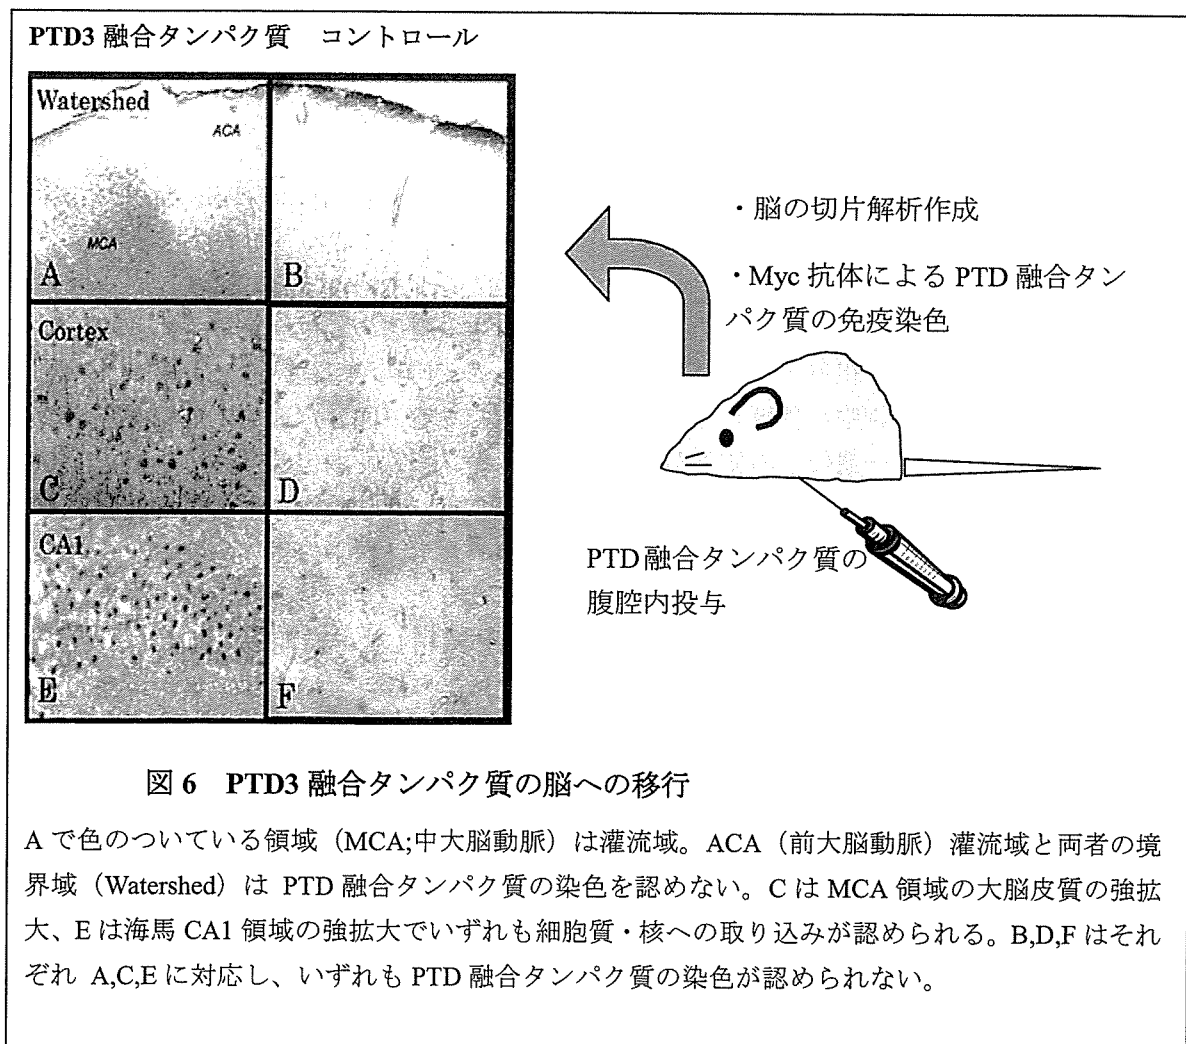 PTD3 融合タンパク質　コントロール
Watershed
ACA
MCA
A
B
Cortex
C
D
CA1
E
F
・脳の切片解析作成
・Myc 抗体による PTD 融合タン
パク質の免疫染色
PTD 融合タンパク質の
腹腔内投与
図 6　PTD3 融合タンパク質の脳への移行
A で色のついている領域（MCA;中大脳動脈）は灌流域。ACA（前大脳動脈）灌流域と両者の境
界域（Watershed）は PTD 融合タンパク質の染色を認めない。C は MCA 領域の大脳皮質の強拡
大、E は海馬 CA1 領域の強拡大でいずれも細胞質・核への取り込みが認められる。B,D,F はそれ
ぞれ A,C,E に対応し、いずれも PTD 融合タンパク質の染色が認められない。